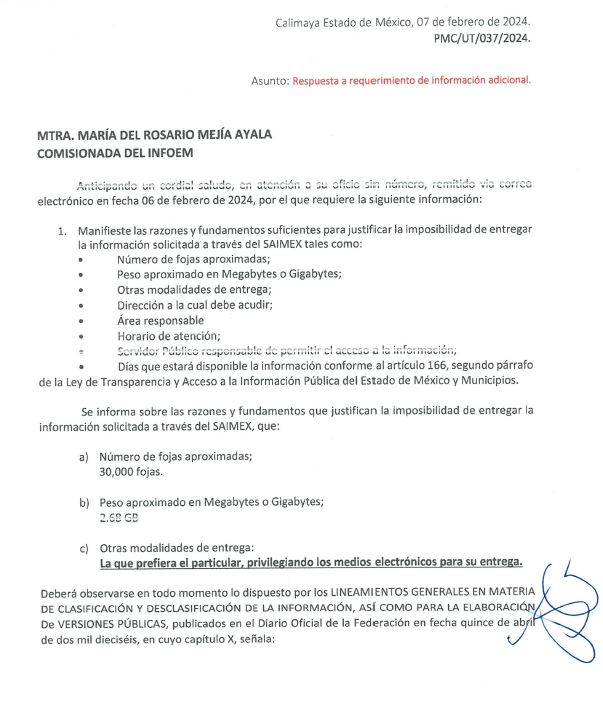 Calimaya Estado de México, 07 de febrero de 2024.
PMC/UT/037/2024.
Asunto: Respuesta a requerimiento de información adicional.
MTRA. MARÍA DEL ROSARIO MEJÍA AYALA
COMISIONADA DEL INFOEM
Anticipando un cordial saludo, en atención a su oficio sin número, remitido vía correo
electrónico en fecha 06 de febrero de 2024, por el que requiere la siguiente información:
1. Manifieste las razones y fundamentos suficientes para justificar la imposibilidad de entregar
la información solicitada a través del SAIMEX tales como:
• Número de fojas aproximadas;
• Peso aproximado en Megabytes o Gigabytes;
• Otras modalidades de entrega;
• Dirección a la cual debe acudir;
• Área responsable
• Horario de atención;
• Servidor Público responsable de permitir el acceso a la información;
• Días que estará disponible la información conforme al artículo 166, segundo párrafo
de la Ley de Transparencia y Acceso a la Información Pública del Estado de México y Municipios.
Se informa sobre las razones y fundamentos que justifican la imposibilidad de entregar la
información solicitada a través del SAIMEX, que:
a) Número de fojas aproximadas;
30,000 fojas.
b) Peso aproximado en Megabytes o Gigabytes;
2.68 GB
c) Otras modalidades de entrega:
La que prefiera el particular, privilegiando los medios electrónicos para su entrega.
Deberá observarse en todo momento lo dispuesto por los LINEAMIENTOS GENERALES EN MATERIA
DE CLASIFICACIÓN Y DESCLASIFICACIÓN DE LA INFORMACIÓN, ASÍ COMO PARA LA ELABORACIÓN
De VERSIONES PÚBLICAS, publicados en el Diario Oficial de la Federación en fecha quince de abril
de dos mil dieciséis, en cuyo capítulo X, señala: